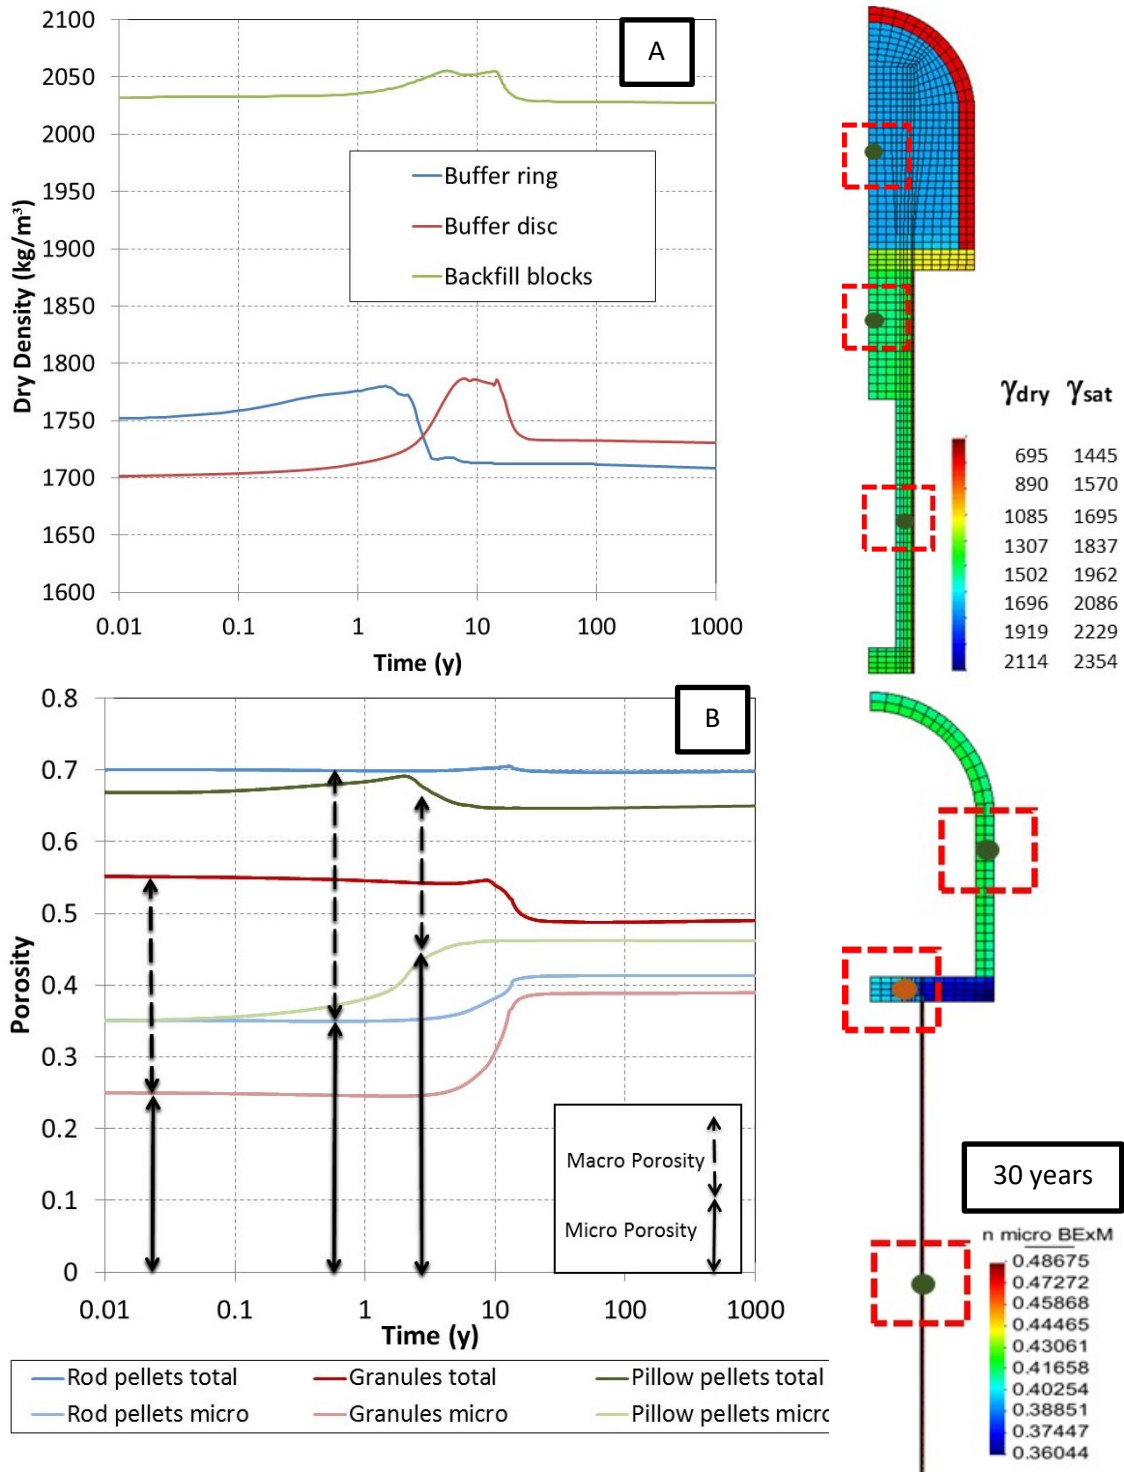 A
2100
2050
2000
1950
1900
1850
1800
1750
1700
1650
1600
Dry Density (kg/m³)
Buffer ring
Buffer disc
Backfill blocks
0.01 0.1 1 10 100 1000
Time (y)
γdry γsat
695 1445
890 1570
1085 1695
1307 1837
1502 1962
1696 2086
1919 2229
2114 2354
B
0.8
0.7
0.6
0.5
0.4
0.3
0.2
0.1
0
Porosity
Macro Porosity
Micro Porosity
0.01 0.1 1 10 100 1000
Time (y)
Rod pellets total Granules total Pillow pellets total
Rod pellets micro Granules micro Pillow pellets micro
30 years
n micro BExM
0.48675
0.47272
0.45868
0.44465
0.43061
0.41658
0.40254
0.38851
0.37447
0.36044